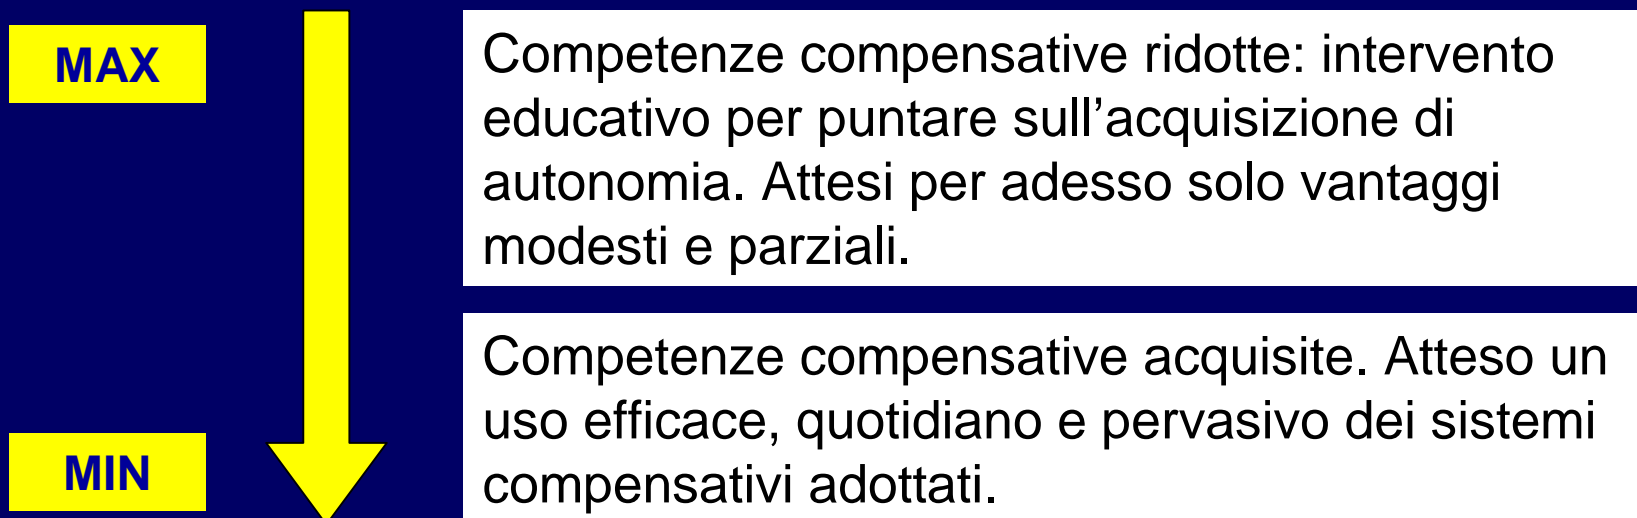 MAX
Competenze compensative ridotte: intervento
educativo per puntare sull’acquisizione di
autonomia. Attesi per adesso solo vantaggi
modesti e parziali.
Competenze compensative acquisite. Atteso un
uso efficace, quotidiano e pervasivo dei sistemi
compensativi adottati.
MIN